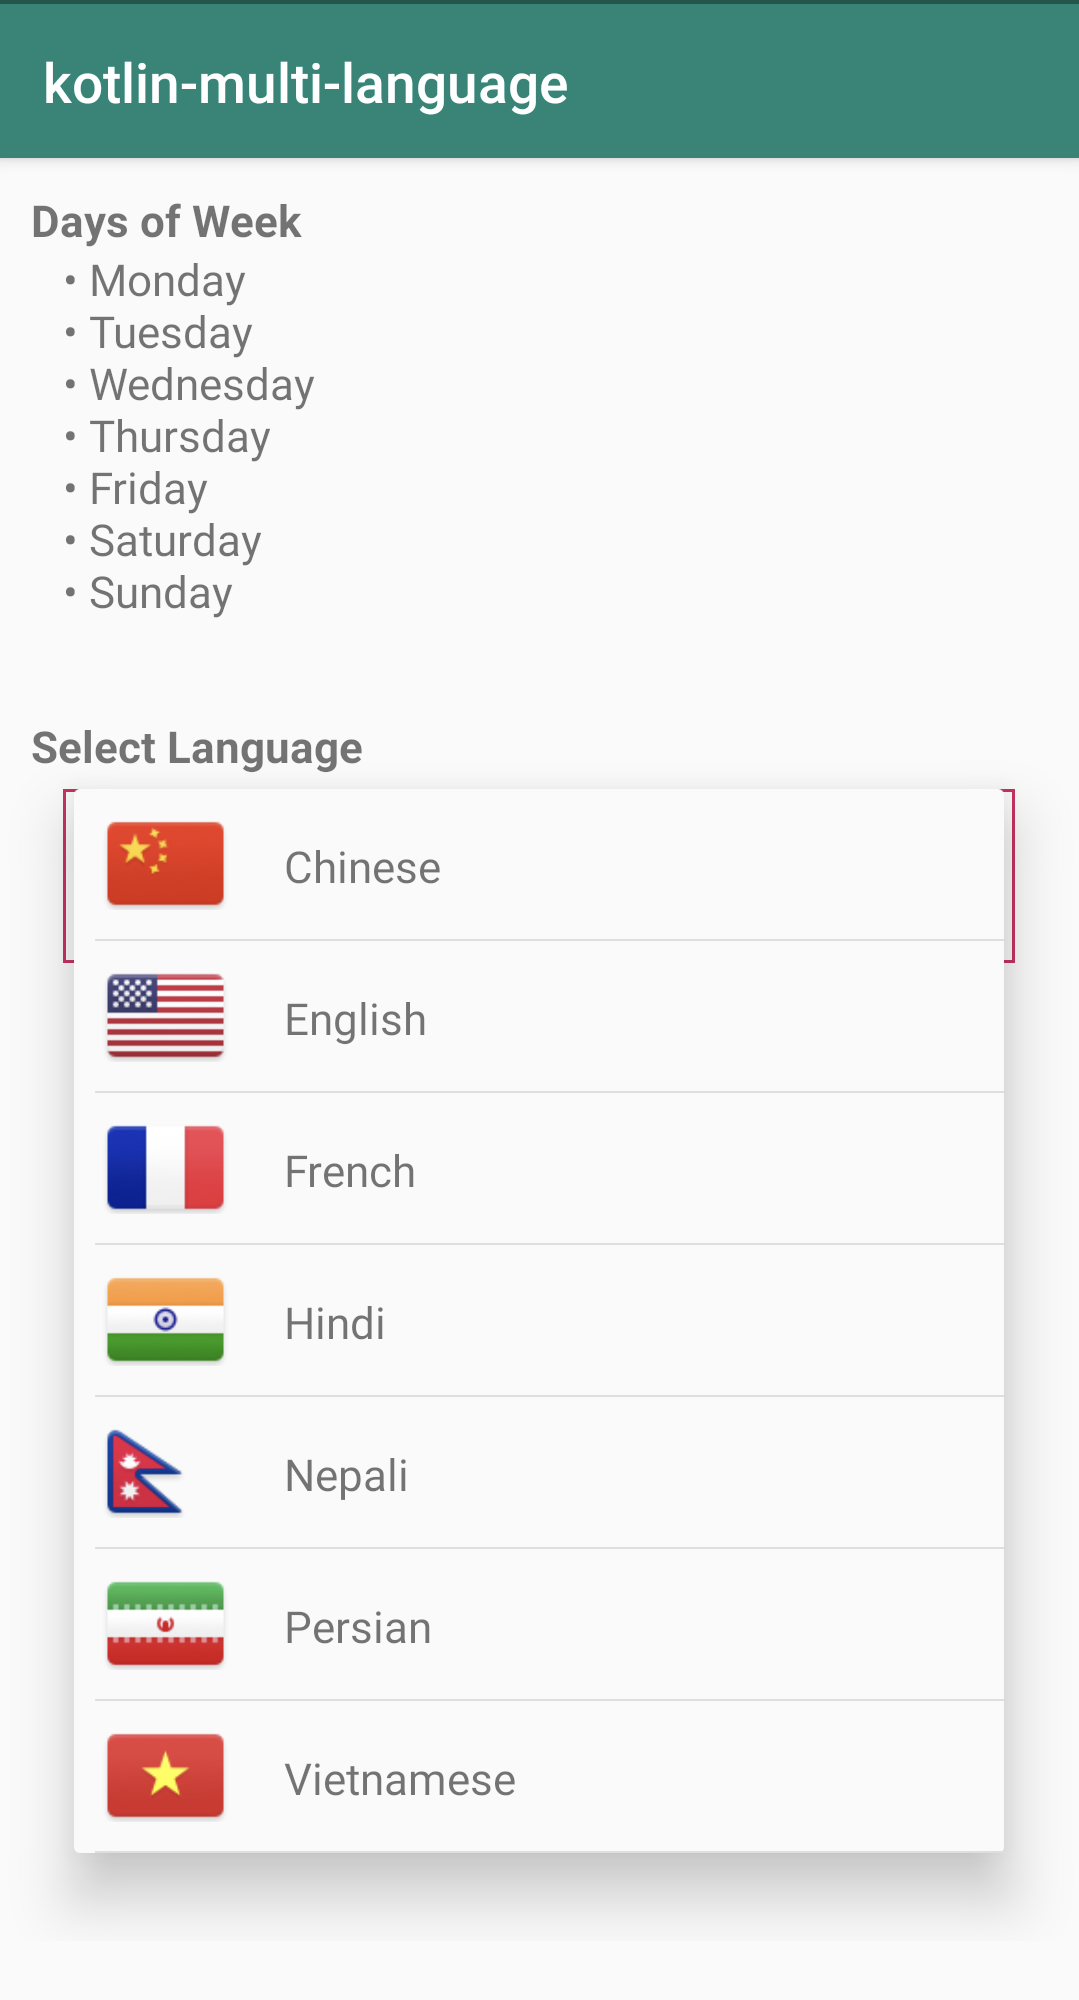 kotlin-multi-language
Days of Week
• Monday
• Tuesday
• Wednesday
• Thursday
• Friday
• Saturday
• Sunday
Select Language
Chinese
English
French
Hindi
Nepali
Persian
Vietnamese